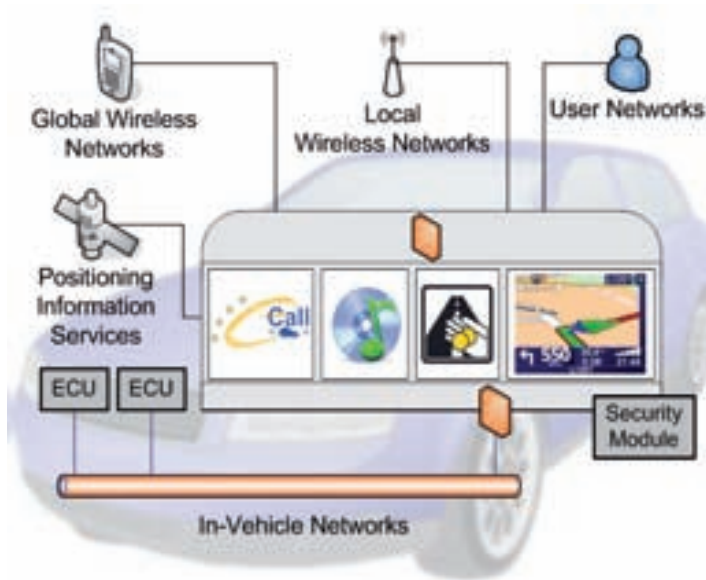 Global Wireless
Networks
Local
Wireless Networks
User Networks
Positioning
Information
Services
Call
550
ECU
ECU
Security
Module
In-Vehicle Networks